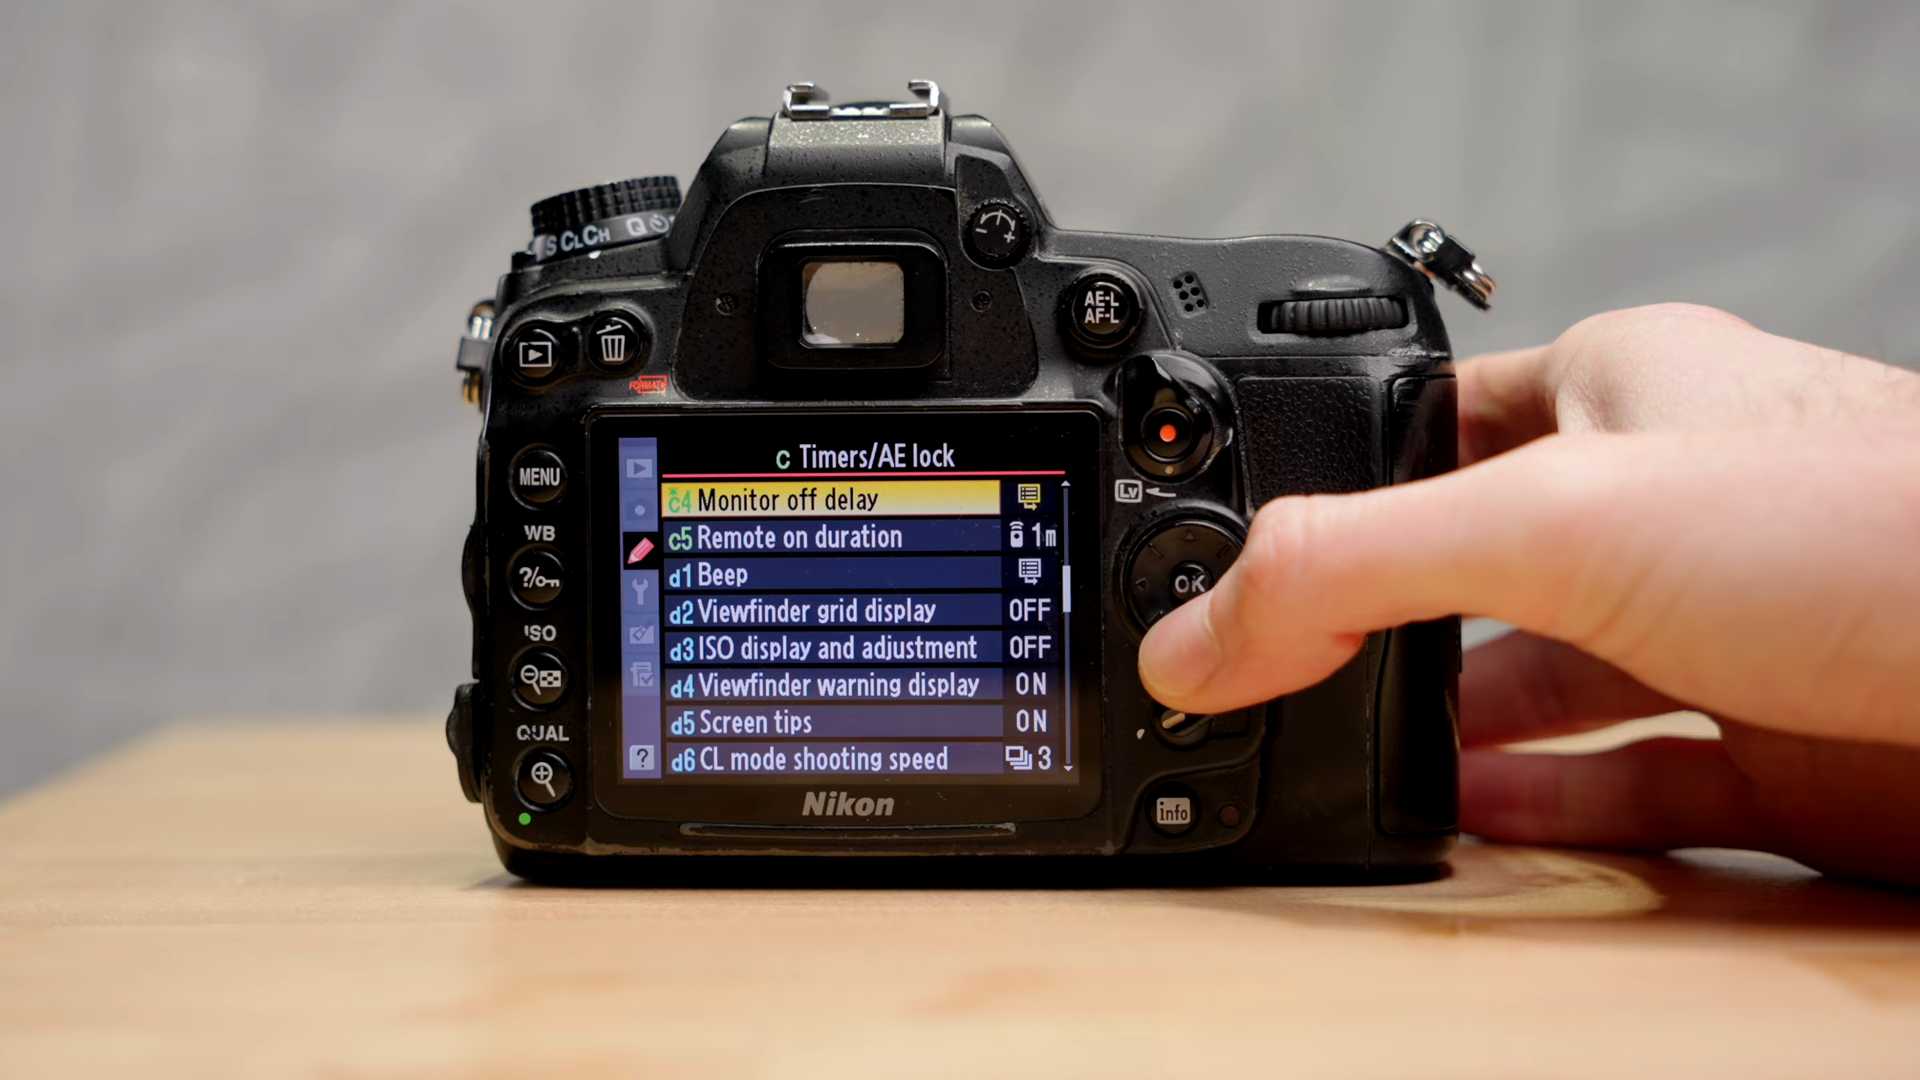 S CL CH Q
- +
AE-L
AF-L
FORMAT
MENU
WB
?
ISO
QUAL
Lv
OK
c Timers/AE lock
c4 Monitor off delay
c5 Remote on duration 1m
d1 Beep
d2 Viewfinder grid display OFF
d3 ISO display and adjustment OFF
d4 Viewfinder warning display ON
d5 Screen tips ON
d6 CL mode shooting speed 3
?
Nikon
info